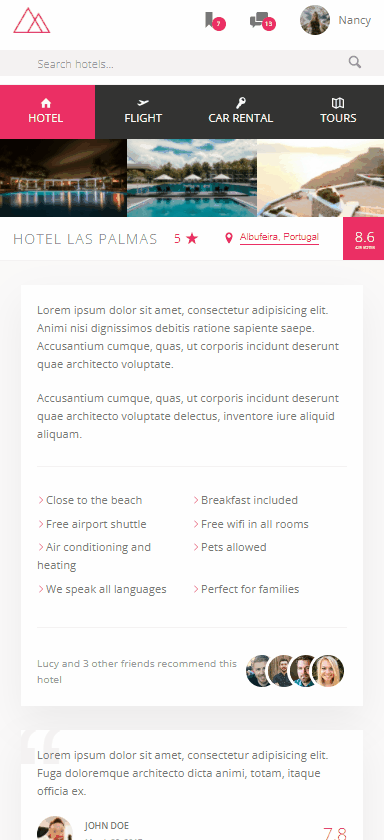 7
13
Nancy
Search hotels...
HOTEL
FLIGHT
CAR RENTAL
TOURS
HOTEL LAS PALMAS
5
Albufeira, Portugal
8.6
Lorem ipsum dolor sit amet, consectetur adipisicing elit.
Animi nisi dignissimos debitis ratione sapiente saepe.
Accusantium cumque, quas, ut corporis incidunt deserunt
quae architecto voluptate.
Accusantium cumque, quas, ut corporis incidunt deserunt
quae architecto voluptate delectus, inventore iure aliquid
aliquam.
Close to the beach
Breakfast included
Free airport shuttle
Free wifi in all rooms
Air conditioning and
heating
Pets allowed
We speak all languages
Perfect for families
Lucy and 3 other friends recommend this
hotel
Lorem ipsum dolor sit amet, consectetur adipisicing elit.
Fuga doloremque architecto dicta animi, totam, itaque
officia ex.
JOHN DOE
7.8